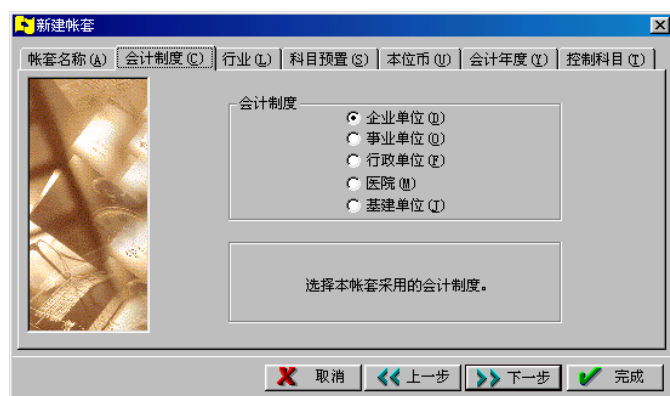 新建帐套
帐套名称(A) 会计制度(C) 行业(L) 科目预置(S) 本位币(U) 会计年度(Y) 控制科目(T)
会计制度
企业单位(D)
事业单位(O)
行政单位(F)
医院(M)
基建单位(J)
选择本帐套采用的会计制度。
取消 上一步 下一步 完成